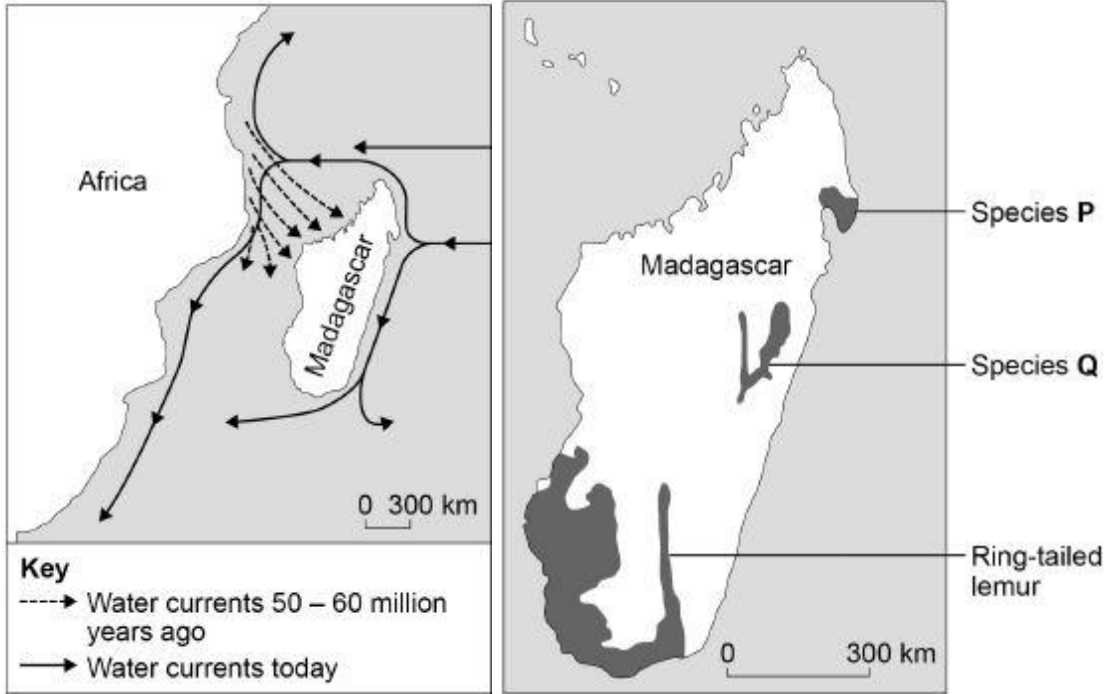 Africa
Madagascar
0 300 km
Key
Water currents 50 – 60 million
years ago
Water currents today
Madagascar
Species P
Species Q
Ring-tailed
lemur
0 300 km